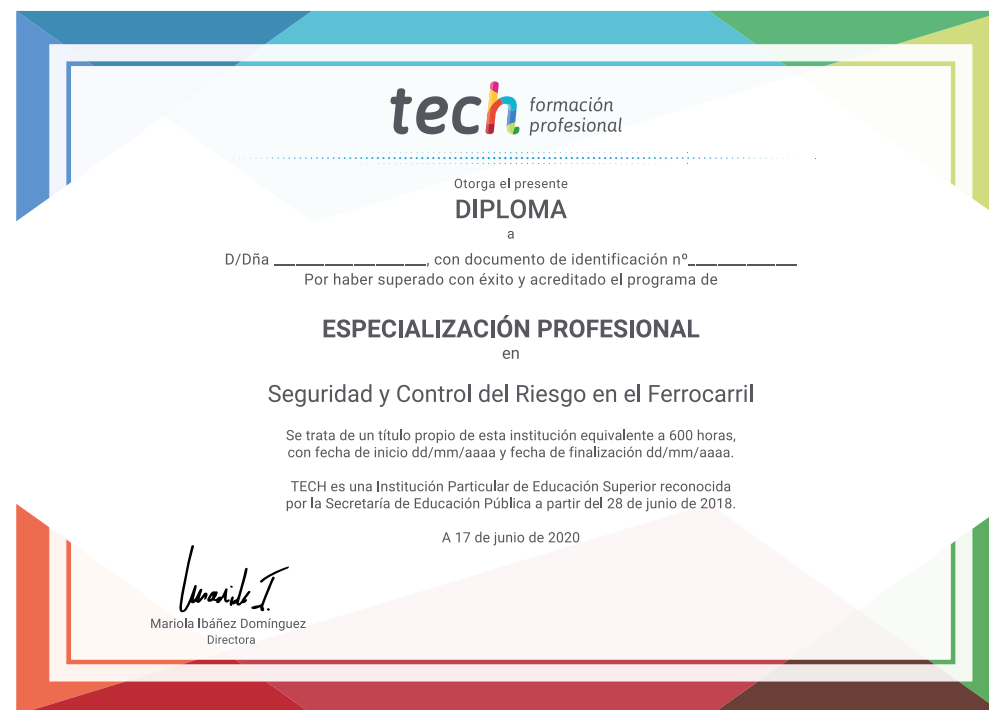 tech formación
profesional
Otorga el presente
DIPLOMA
a
D/Dña ______________, con documento de identificación nº__________
Por haber superado con éxito y acreditado el programa de
ESPECIALIZACIÓN PROFESIONAL
en
Seguridad y Control del Riesgo en el Ferrocarril
Se trata de un título propio de esta institución equivalente a 600 horas,
con fecha de inicio dd/mm/aaaa y fecha de finalización dd/mm/aaaa.
TECH es una Institución Particular de Educación Superior reconocida
por la Secretaría de Educación Pública a partir del 28 de junio de 2018.
A 17 de junio de 2020
Mariola Ibáñez Domínguez
Directora